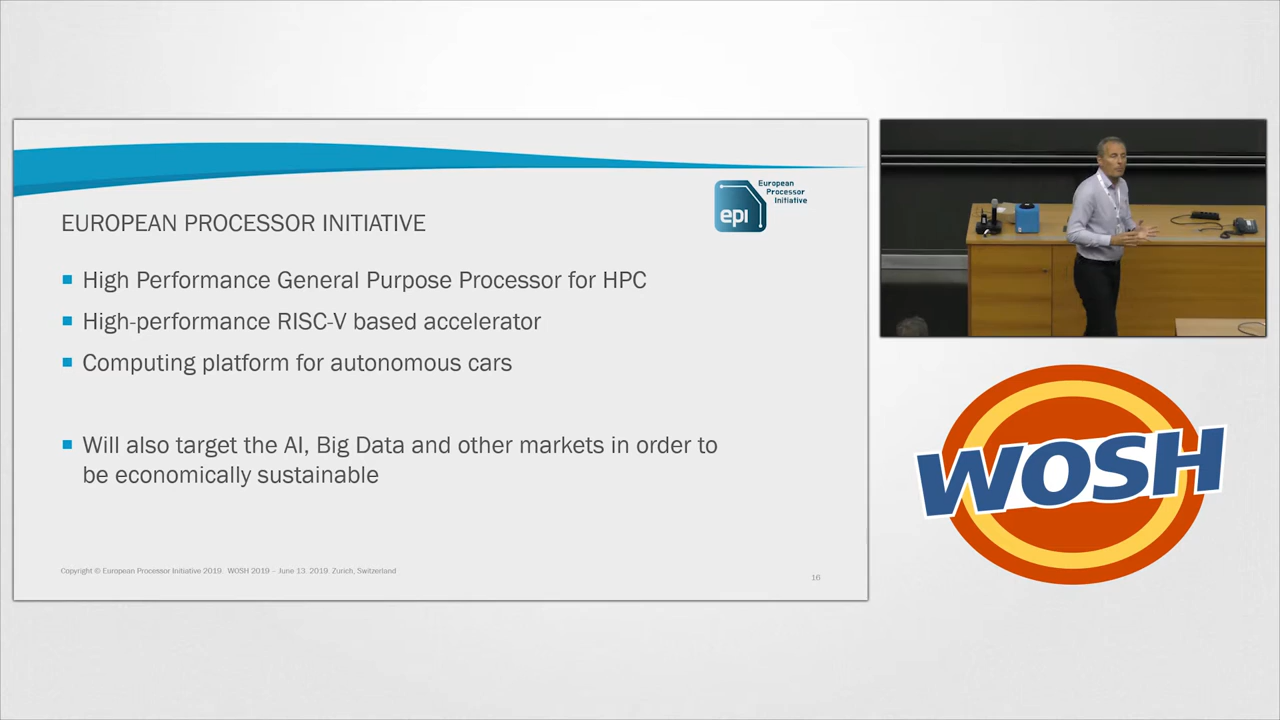 European
Processor
Initiative
epi
EUROPEAN PROCESSOR INITIATIVE
High Performance General Purpose Processor for HPC
High-performance RISC-V based accelerator
Computing platform for autonomous cars
Will also target the AI, Big Data and other markets in order to
be economically sustainable
Copyright © European Processor Initiative 2019. WOSH 2019 – June 13. 2019. Zurich, Switzerland
16
WOSH